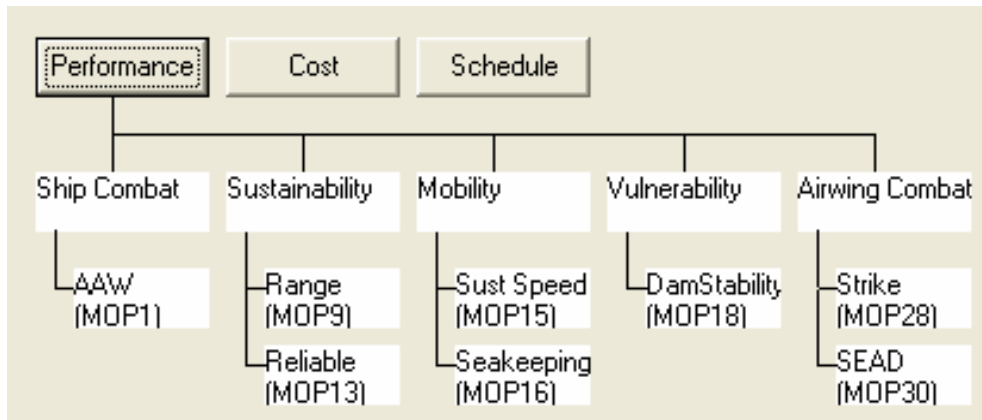 Performance
Cost
Schedule
Ship Combat
Sustainability
Mobility
Vulnerability
Airwing Combat
AAW
(MOP1)
Range
(MOP9)
Reliable
(MOP13)
Sust Speed
(MOP15)
Seakeeping
(MOP16)
DamStability
(MOP18)
Strike
(MOP28)
SEAD
(MOP30)